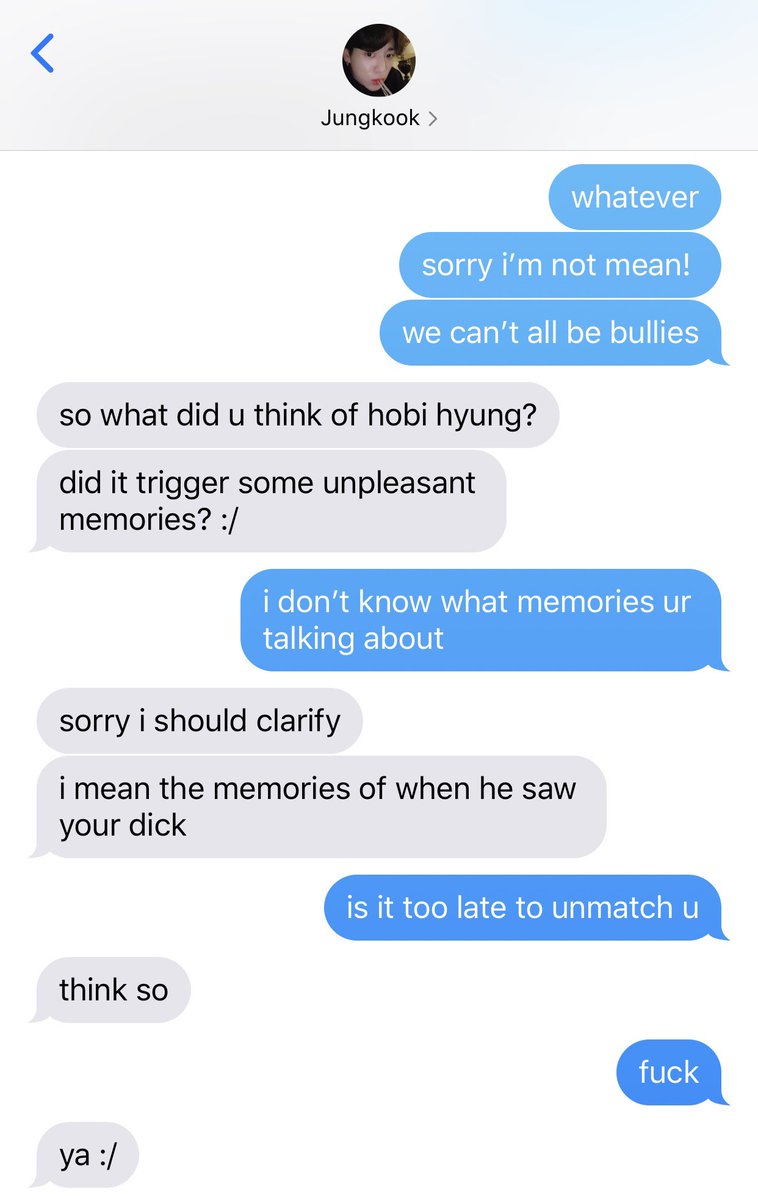 Jungkook
whatever
sorry i’m not mean!
we can’t all be bullies
so what did u think of hobi hyung?
did it trigger some unpleasant
memories? :/
i don’t know what memories ur
talking about
sorry i should clarify
i mean the memories of when he saw
your dick
is it too late to unmatch u
think so
fuck
ya :/